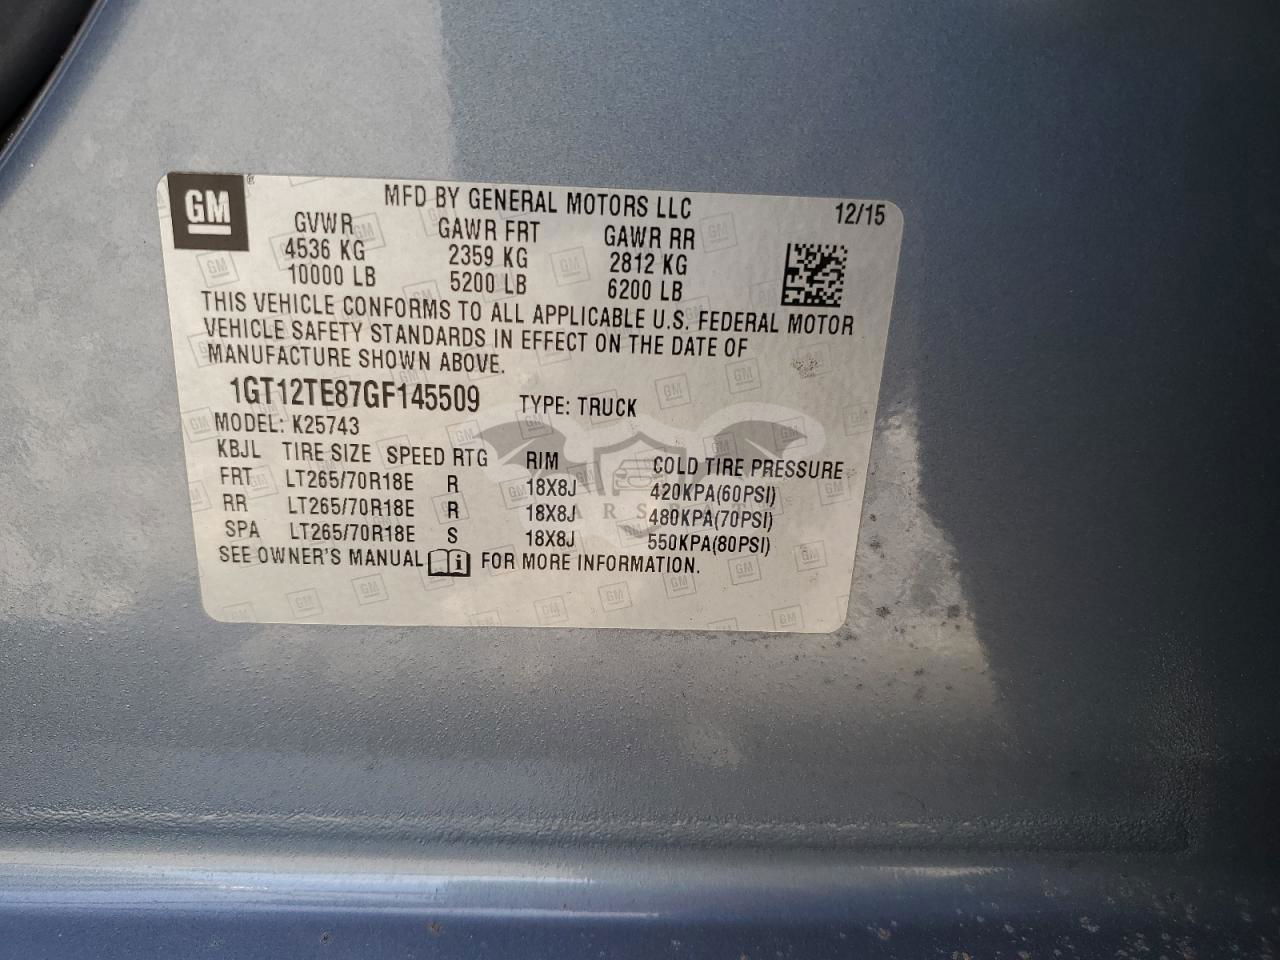 GM
MFD BY GENERAL MOTORS LLC 12/15
GVWR GAWR FRT GAWR RR
4536 KG 2359 KG 2812 KG
10000 LB 5200 LB 6200 LB
THIS VEHICLE CONFORMS TO ALL APPLICABLE U.S. FEDERAL MOTOR
VEHICLE SAFETY STANDARDS IN EFFECT ON THE DATE OF
MANUFACTURE SHOWN ABOVE.
1GT12TE87GF145509 TYPE: TRUCK
MODEL: K25743
KBJL TIRE SIZE SPEED RTG RIM COLD TIRE PRESSURE
FRT LT265/70R18E R 18X8J 420KPA(60PSI)
RR LT265/70R18E R 18X8J 480KPA(70PSI)
SPA LT265/70R18E S 18X8J 550KPA(80PSI)
SEE OWNER'S MANUAL FOR MORE INFORMATION.